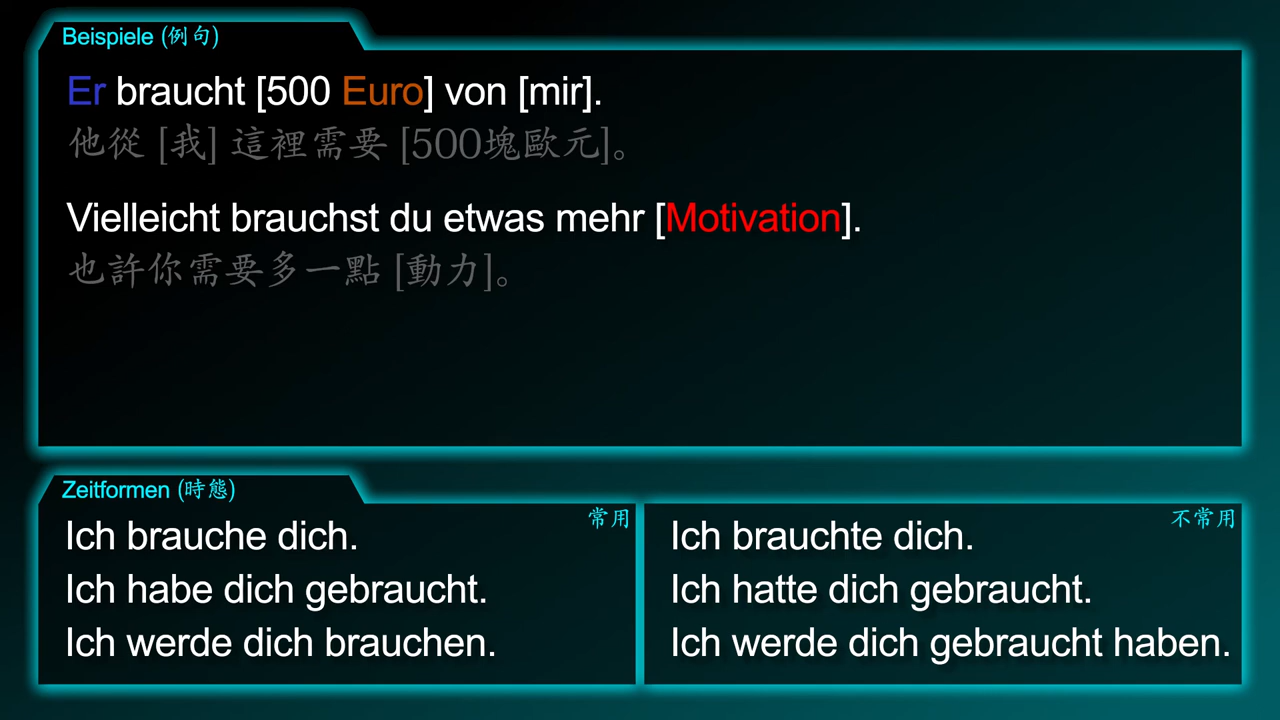 Beispiele (例句)
Er braucht [500 Euro] von [mir].
他從 [我] 這裡需要 [500塊歐元]。
Vielleicht brauchst du etwas mehr [Motivation].
也許你需要多一點 [動力]。
Zeitformen (時態)
常用
Ich brauche dich.
Ich habe dich gebraucht.
Ich werde dich brauchen.
不常用
Ich brauchte dich.
Ich hatte dich gebraucht.
Ich werde dich gebraucht haben.